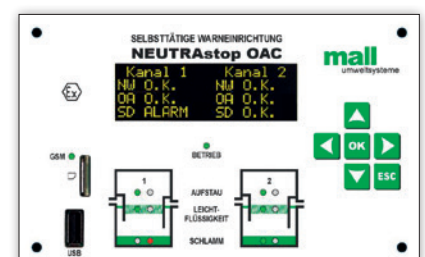 SELBSTTÄTIGE WARNEINRICHTUNG
NEUTRAstop OAC
mall
umweltsysteme
Kanal 1 Kanal 2
NW O.K. NW O.K.
OA O.K. OA O.K.
SD ALARM SD O.K.
Ex
OK
ESC
GSM
BETRIEB
1 2
AUFSTAU
LEICHT-
FLÜSSIGKEIT
SCHLAMM
USB